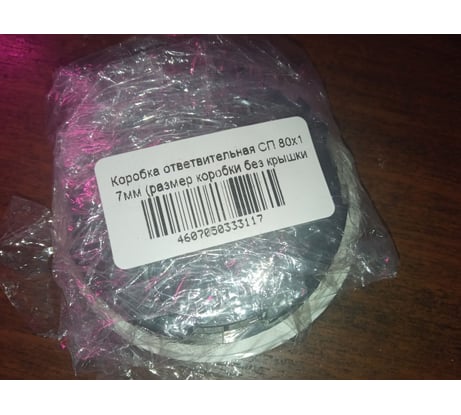 Коробка ответвительная СП 80х1
7мм (размер коробки без крышки
4607050333117